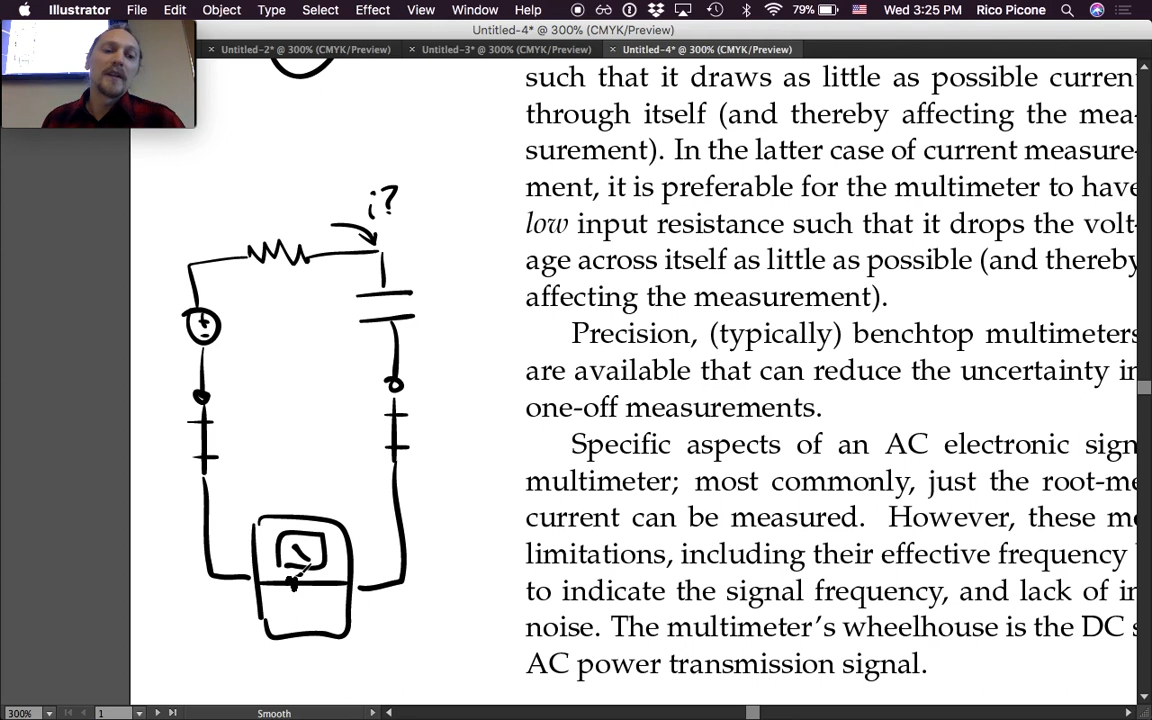 Illustrator File Edit Object Type Select Effect View Window Help 79% Wed 3:25 PM Rico Picone
Untitled-4* @ 300% (CMYK/Preview)
× Untitled-2* @ 300% (CMYK/Preview) × Untitled-3* @ 300% (CMYK/Preview) × Untitled-4* @ 300% (CMYK/Preview)
such that it draws as little as possible curren
through itself (and thereby affecting the mea-
surement). In the latter case of current measure-
ment, it is preferable for the multimeter to have
low input resistance such that it drops the volt-
age across itself as little as possible (and thereby
affecting the measurement).
Precision, (typically) benchtop multimeters
are available that can reduce the uncertainty in
one-off measurements.
Specific aspects of an AC electronic sign
multimeter; most commonly, just the root-me
current can be measured. However, these me
limitations, including their effective frequency
to indicate the signal frequency, and lack of in
noise. The multimeter's wheelhouse is the DC s
AC power transmission signal.
i?
+
-
300% 1 Smooth